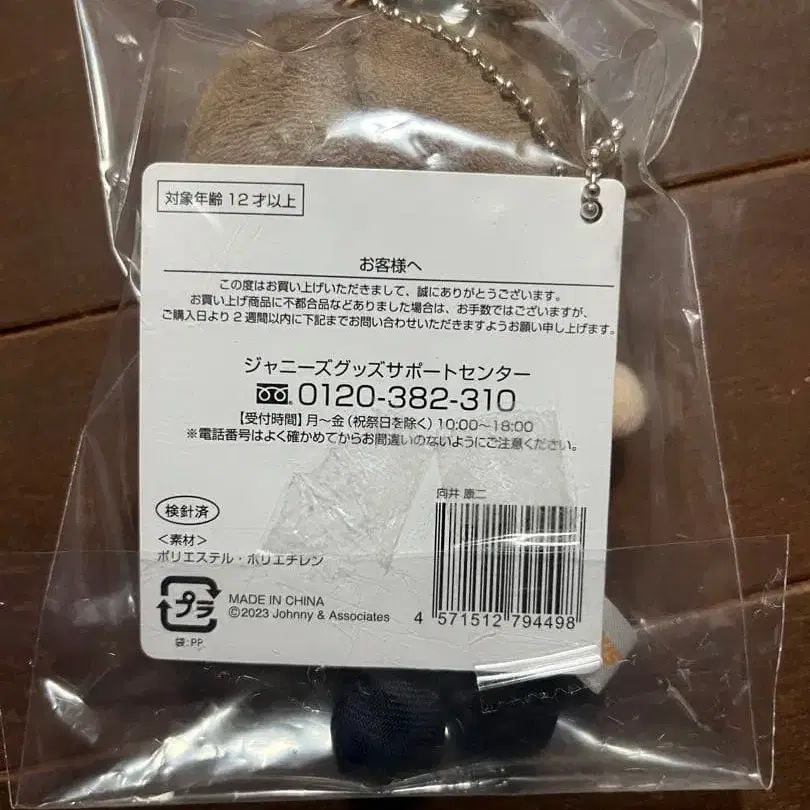 対象年齢12才以上
お客様へ
この度はお買い上げいただきまして、誠にありがとうございます。
お買い上げ商品に不都合品などありました場合は、お手数ではございますが、
ご購入日より2週間以内に下記までお問い合わせいただきますようお願い申し上げます。
ジャニーズグッズサポートセンター
0120-382-310
【受付時間】月〜金(祝祭日を除く)10:00〜18:00
※電話番号はよく確かめてからお間違いのないようにご注意ください。
向井 康二
検針済
＜素材＞
ポリエステル・ポリエチレン
プラ
袋:PP
MADE IN CHINA
©2023 Johnny & Associates
4 571512 794498